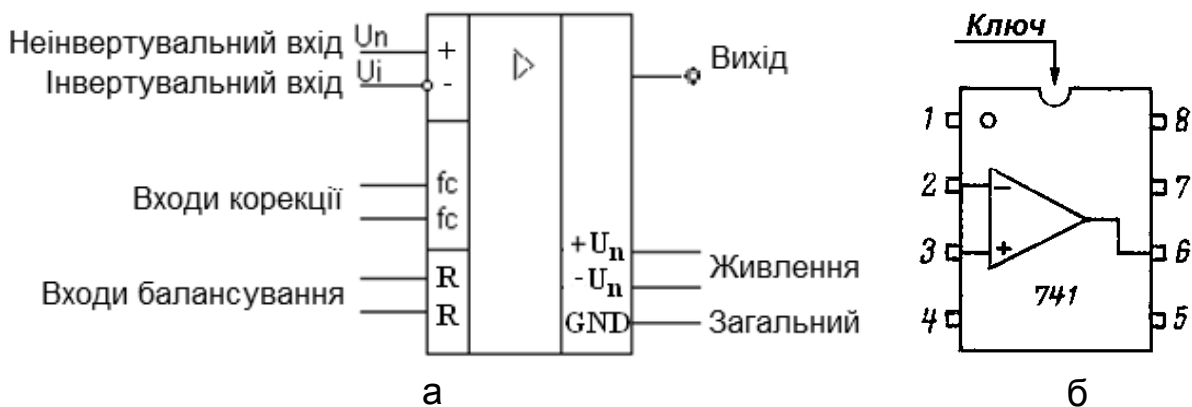 Неінвертувальний вхід Un
Інвертувальний вхід Ui
+
-
Вихід
Входи корекції
fc
fc
Входи балансування
R
R
+Un
-Un
GND
Живлення
Загальний
а
Ключ
1
8
2
7
3
6
4
5
−
+
741
б